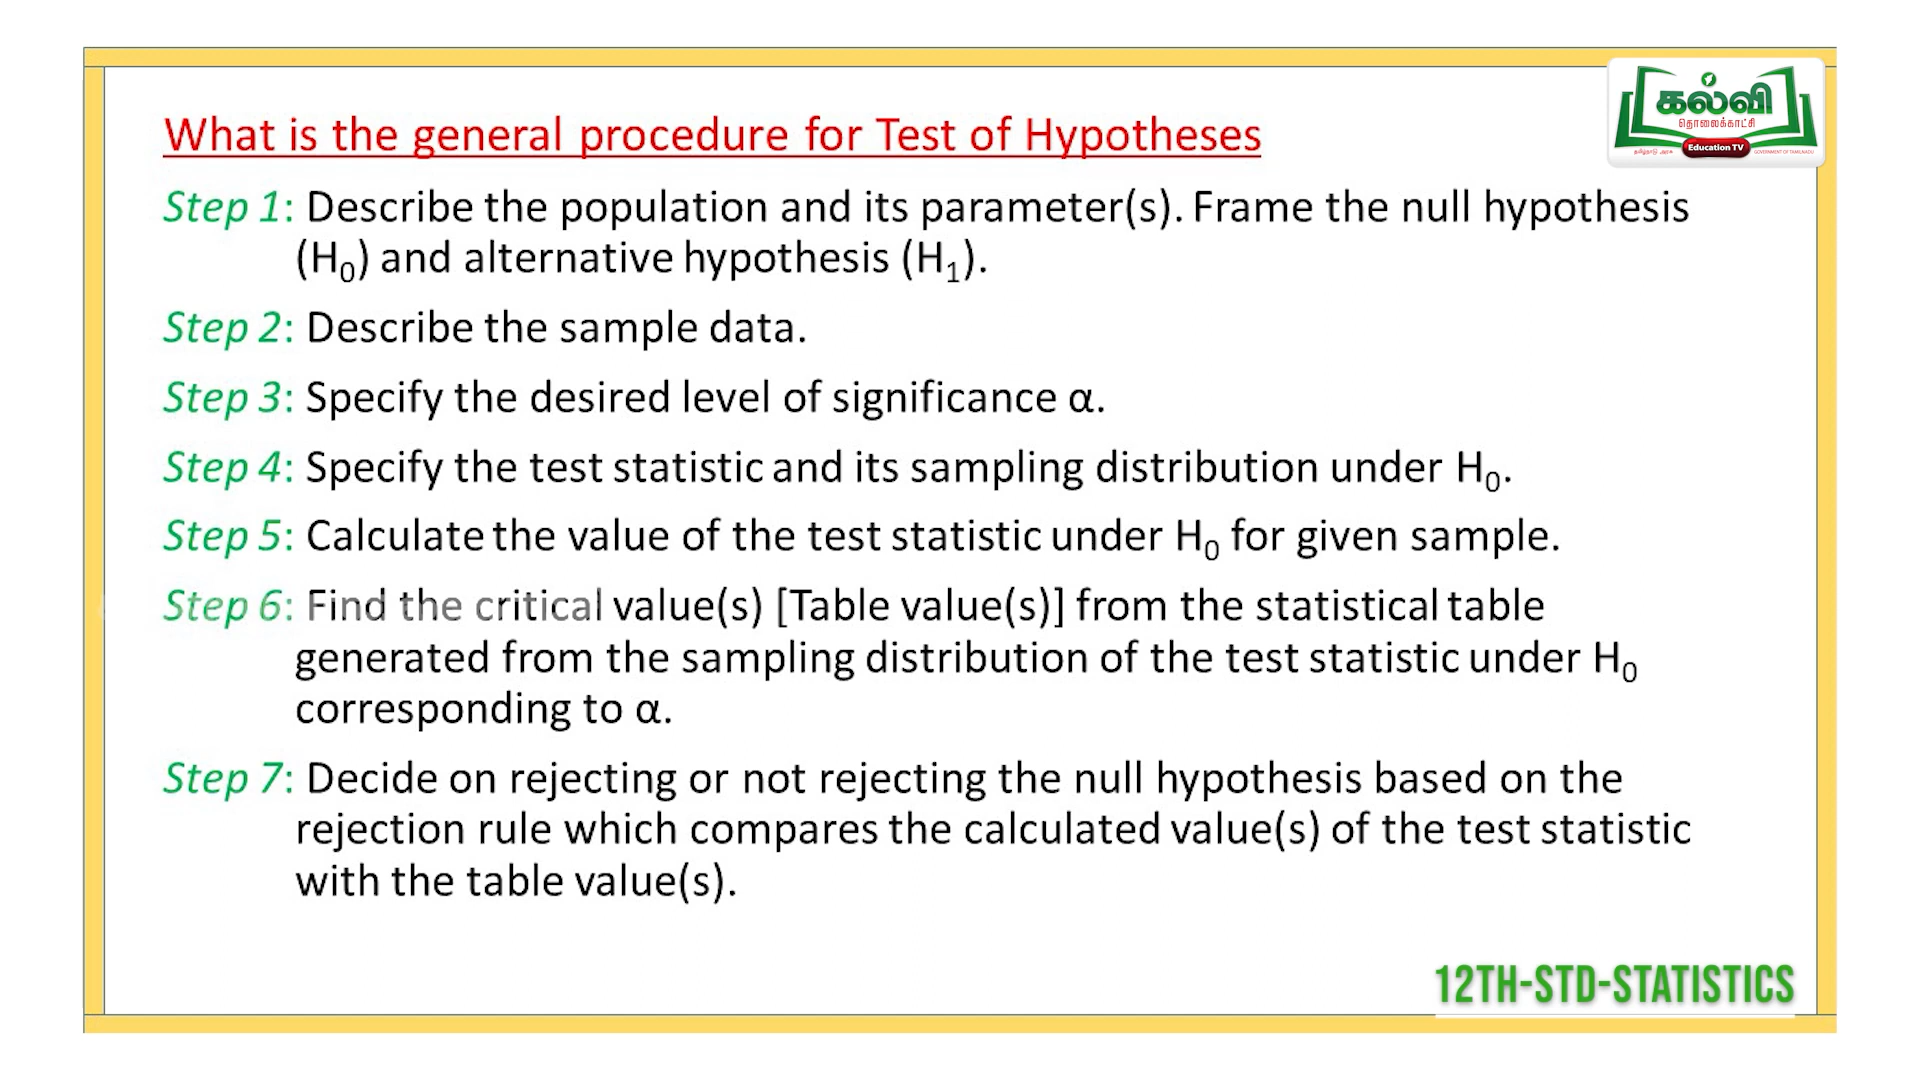 கல்வி
தொலைக்காட்சி
Education TV
தமிழ்நாடு அரசு
GOVERNMENT OF TAMILNADU
What is the general procedure for Test of Hypotheses
Step 1: Describe the population and its parameter(s). Frame the null hypothesis
(H₀) and alternative hypothesis (H₁).
Step 2: Describe the sample data.
Step 3: Specify the desired level of significance α.
Step 4: Specify the test statistic and its sampling distribution under H₀.
Step 5: Calculate the value of the test statistic under H₀ for given sample.
Step 6: Find the critical value(s) [Table value(s)] from the statistical table
generated from the sampling distribution of the test statistic under H₀
corresponding to α.
Step 7: Decide on rejecting or not rejecting the null hypothesis based on the
rejection rule which compares the calculated value(s) of the test statistic
with the table value(s).
12TH-STD-STATISTICS